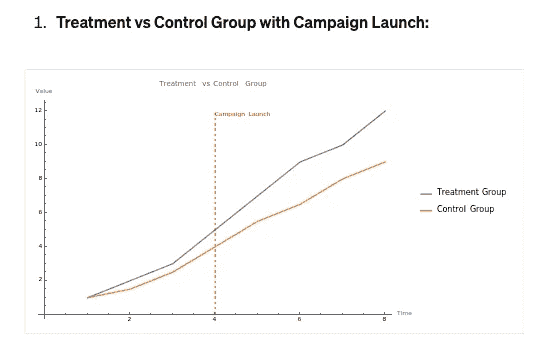 1. Treatment vs Control Group with Campaign Launch:
Treatment vs Control Group
Value
12
Campaign Launch
10
8
Treatment Group
Control Group
6
4
2
Time
2 4 6 8